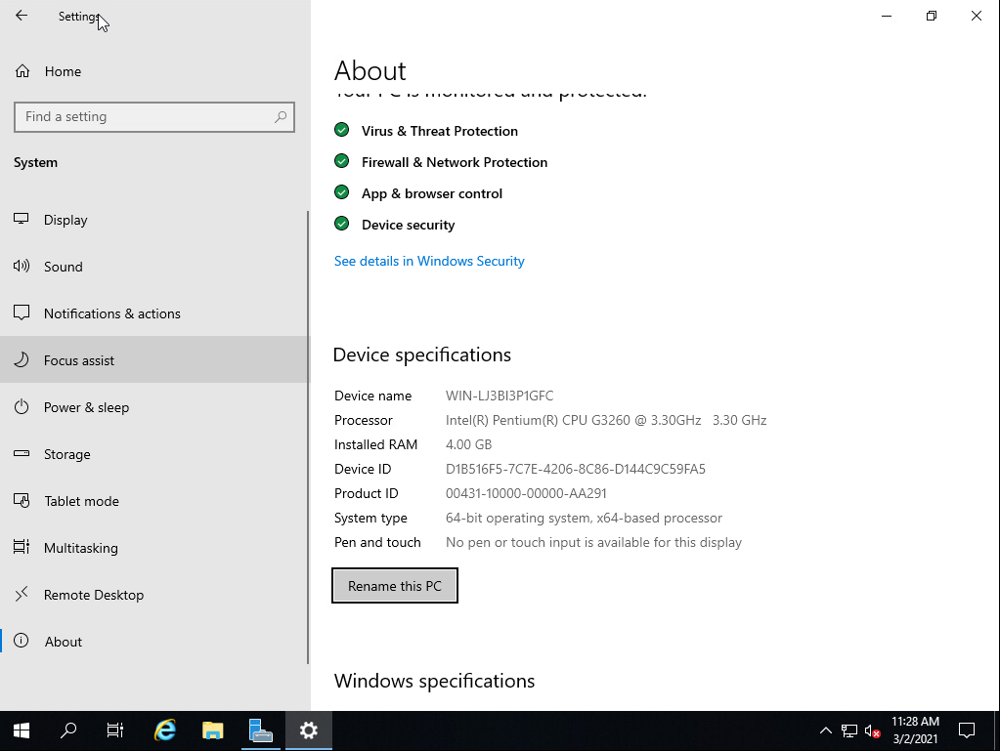 Settings
Home
Find a setting
System
Display
Sound
Notifications & actions
Focus assist
Power & sleep
Storage
Tablet mode
Multitasking
Remote Desktop
About
About
Your PC is monitored and protected.
Virus & Threat Protection
Firewall & Network Protection
App & browser control
Device security
See details in Windows Security
Device specifications
Device name WIN-LJ3BI3P1GFC
Processor Intel(R) Pentium(R) CPU G3260 @ 3.30GHz 3.30 GHz
Installed RAM 4.00 GB
Device ID D1B516F5-7C7E-4206-8C86-D144C9C59FA5
Product ID 00431-10000-00000-AA291
System type 64-bit operating system, x64-based processor
Pen and touch No pen or touch input is available for this display
Rename this PC
Windows specifications
11:28 AM
3/2/2021